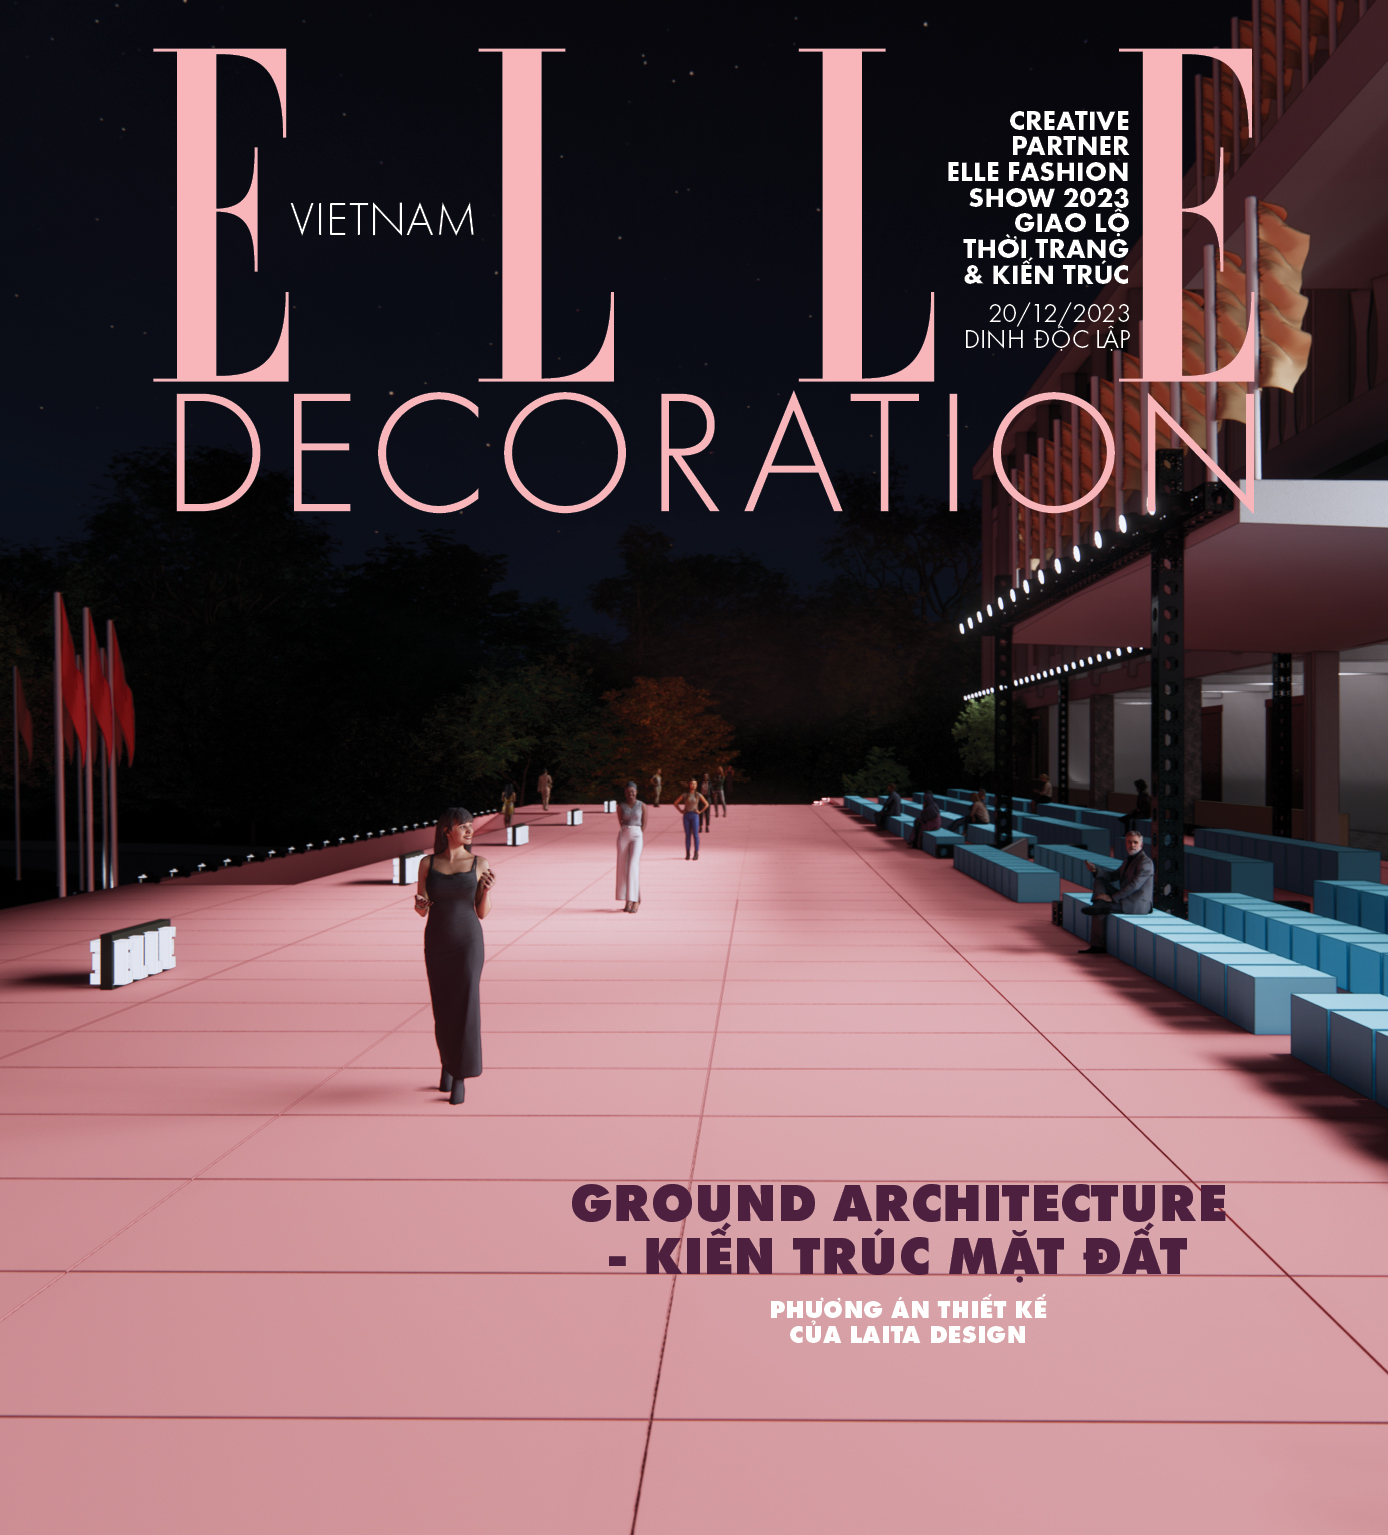 ELLE
VIETNAM
CREATIVE
PARTNER
ELLE FASHION
SHOW 2023
GIAO LỘ
THỜI TRANG
& KIẾN TRÚC
20/12/2023
DINH ĐỘC LẬP
DECORATION
ELLE
GROUND ARCHITECTURE
- KIẾN TRÚC MẶT ĐẤT
PHƯƠNG ÁN THIẾT KẾ
CỦA LAITA DESIGN